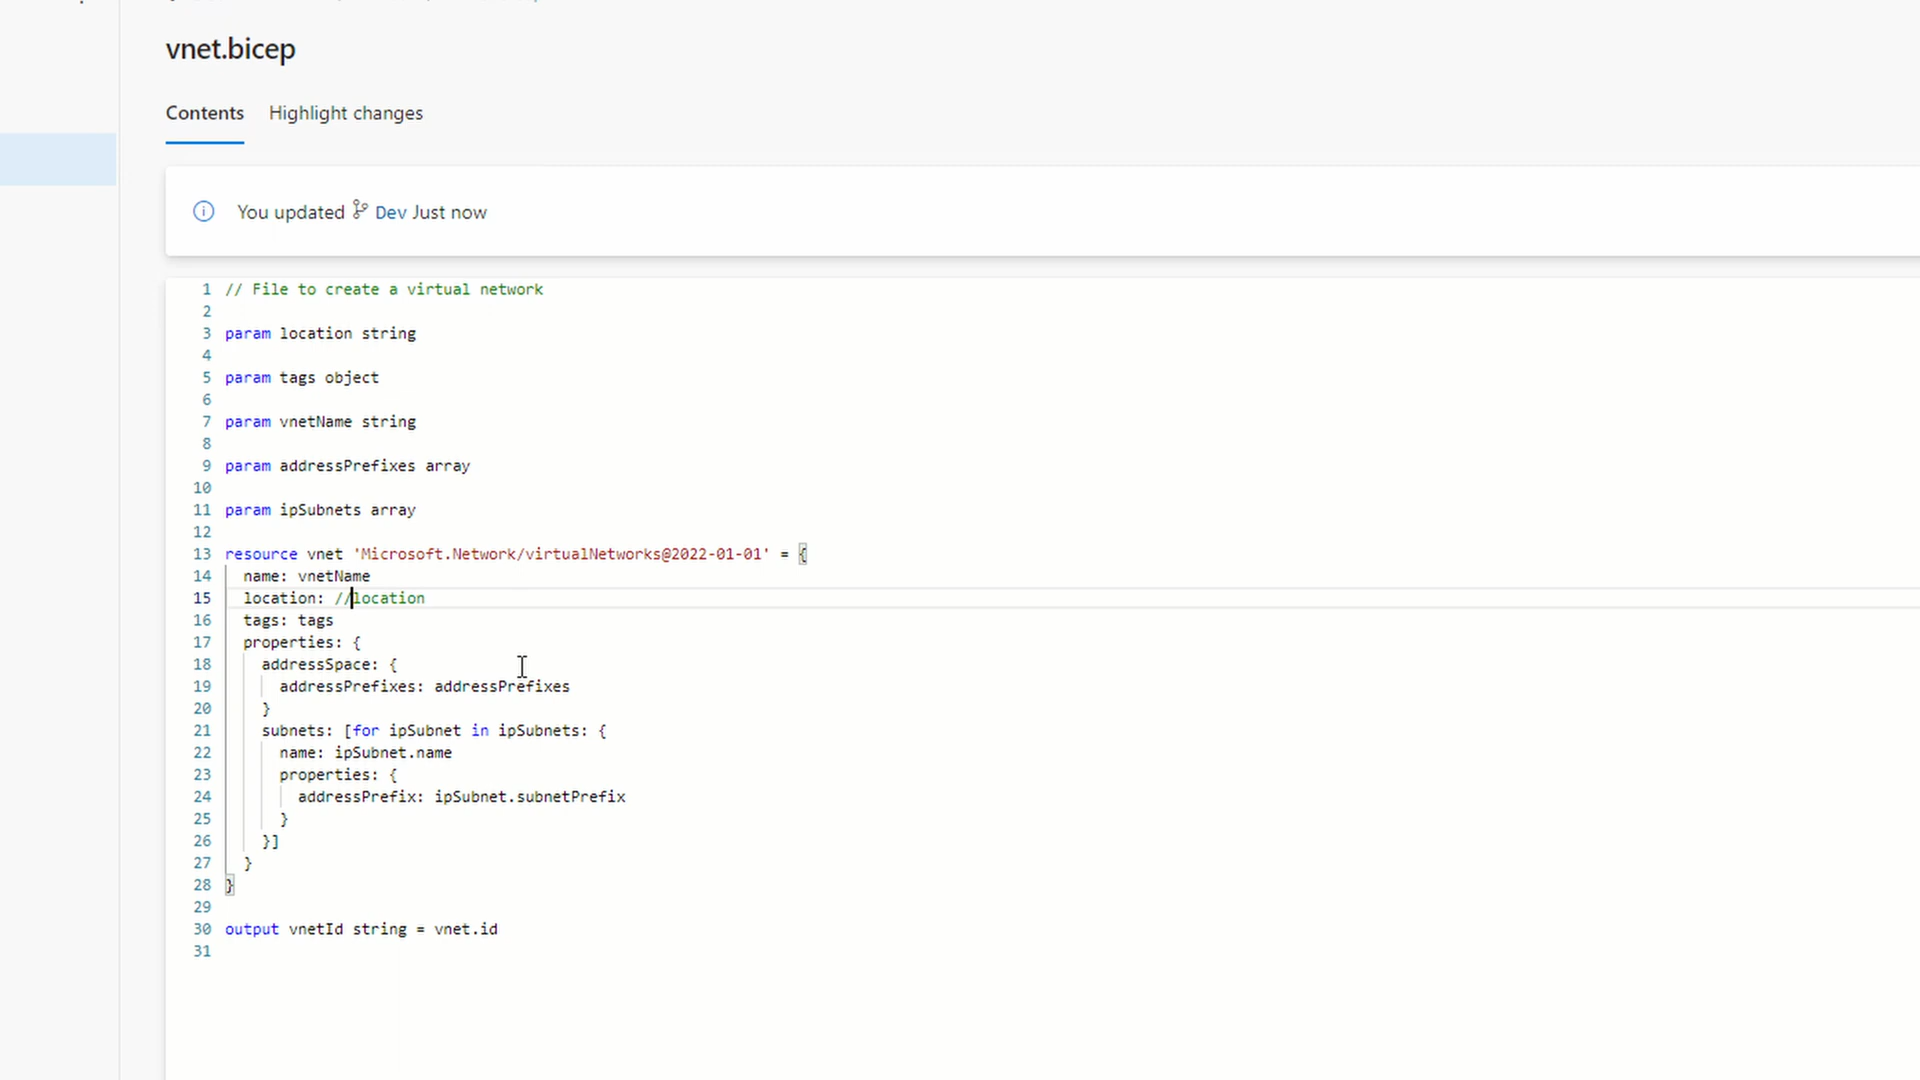 vnet.bicep
Contents Highlight changes
You updated Dev Just now
1 // File to create a virtual network
2
3 param location string
4
5 param tags object
6
7 param vnetName string
8
9 param addressPrefixes array
10
11 param ipSubnets array
12
13 resource vnet 'Microsoft.Network/virtualNetworks@2022-01-01' = {
14 name: vnetName
15 location: //location
16 tags: tags
17 properties: {
18 addressSpace: {
19 addressPrefixes: addressPrefixes
20 }
21 subnets: [for ipSubnet in ipSubnets: {
22 name: ipSubnet.name
23 properties: {
24 addressPrefix: ipSubnet.subnetPrefix
25 }
26 }]
27 }
28 }
29
30 output vnetId string = vnet.id
31